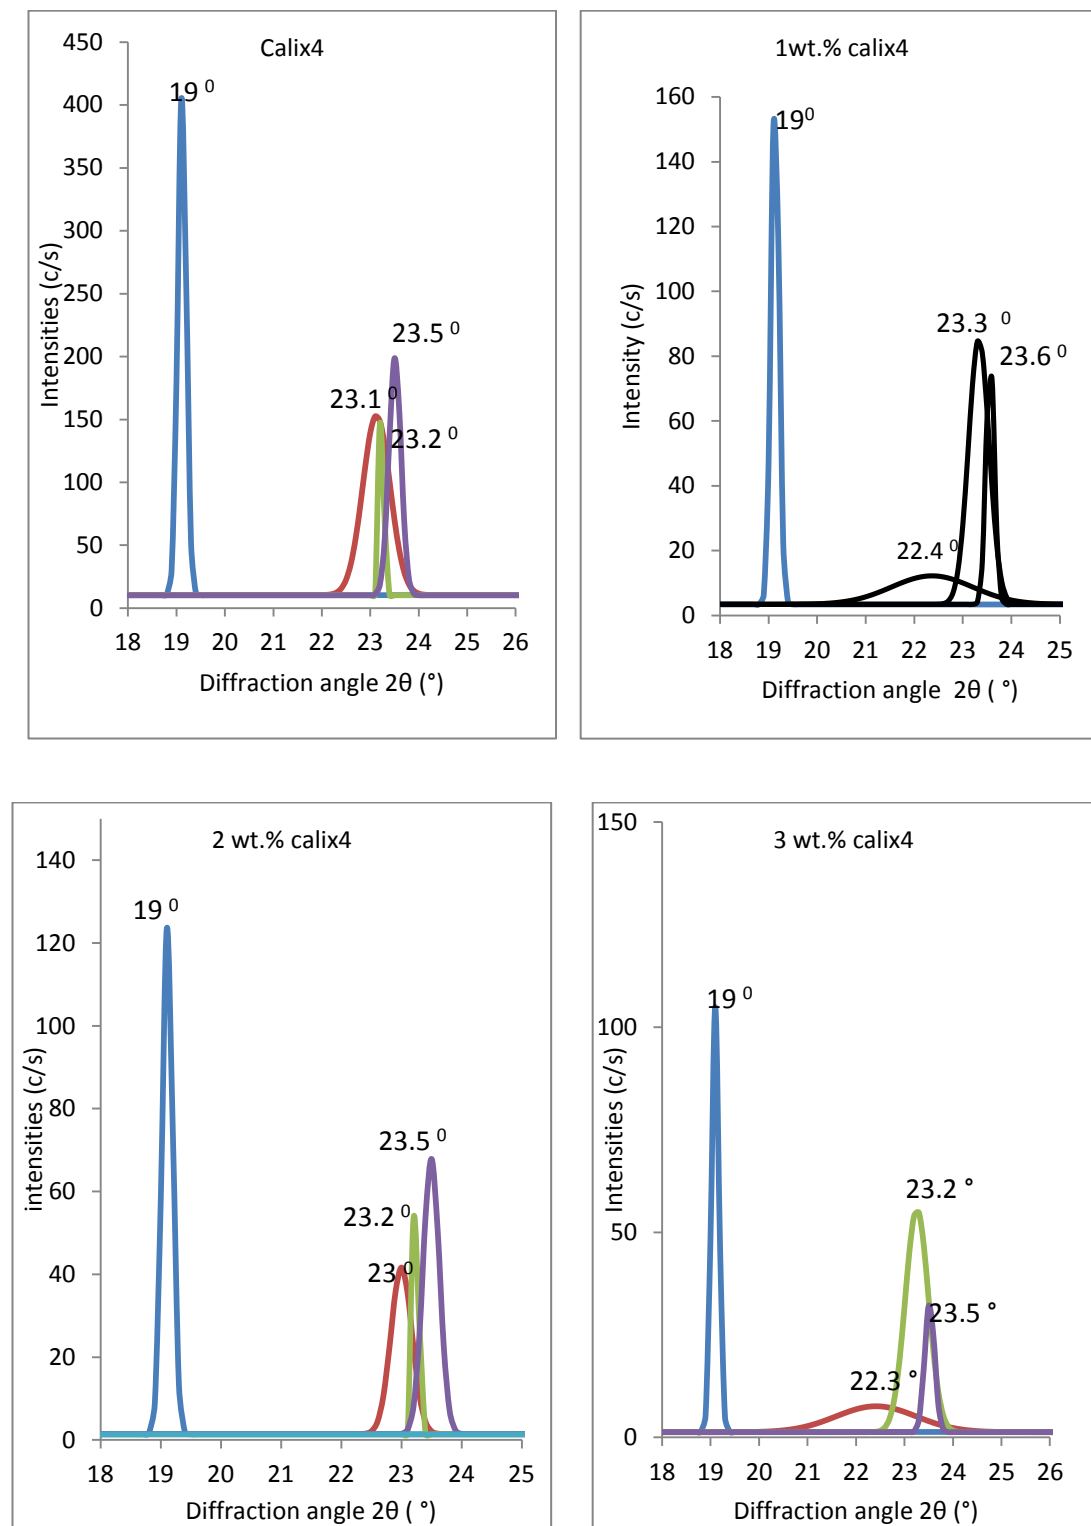 Calix4
450
400
350
300
250
200
150
100
50
0
Intensities (c/s)
19 ⁰
23.5 ⁰
23.1 ⁰
23.2 ⁰
18 19 20 21 22 23 24 25 26
Diffraction angle 2θ (°)
1wt.% calix4
160
140
120
100
80
60
40
20
0
Intensity (c/s)
19⁰
23.3 ⁰
23.6 ⁰
22.4 ⁰
18 19 20 21 22 23 24 25
Diffraction angle 2θ ( °)
2 wt.% calix4
140
120
100
80
60
40
20
0
intensities (c/s)
19 ⁰
23.5 ⁰
23.2 ⁰
23 ⁰
18 19 20 21 22 23 24 25
Diffraction angle 2θ ( °)
3 wt.% calix4
150
100
50
0
Intensities (c/s)
19 ⁰
23.2 °
23.5 °
22.3 °
18 19 20 21 22 23 24 25 26
Diffraction angle 2θ (°)